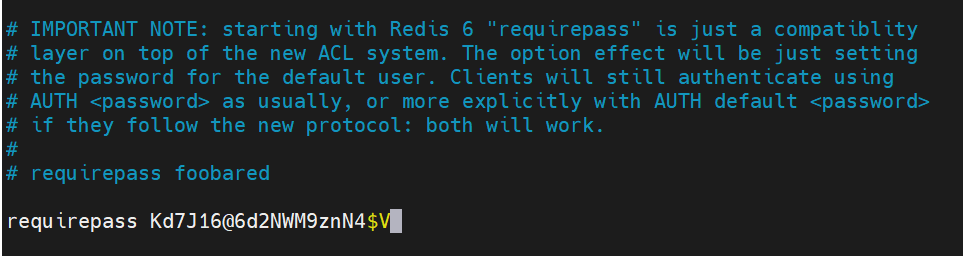 # IMPORTANT NOTE: starting with Redis 6 "requirepass" is just a compatiblity
# layer on top of the new ACL system. The option effect will be just setting
# the password for the default user. Clients will still authenticate using
# AUTH <password> as usually, or more explicitly with AUTH default <password>
# if they follow the new protocol: both will work.
#
# requirepass foobared
requirepass Kd7J16@6d2NWM9znN4$V